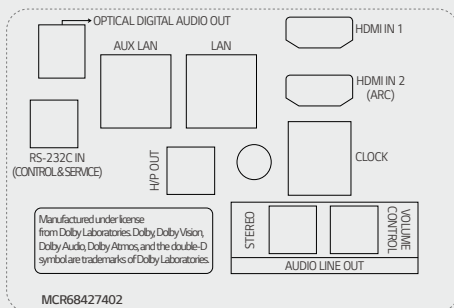 OPTICAL DIGITAL AUDIO OUT
AUX LAN
LAN
HDMI IN 1
HDMI IN 2
(ARC)
RS-232C IN
(CONTROL & SERVICE)
H/P OUT
CLOCK
STEREO
VOLUME
CONTROL
AUDIO LINE OUT
Manufactured under license
from Dolby Laboratories. Dolby, Dolby Vision,
Dolby Audio, Dolby Atmos, and the double-D
symbol are trademarks of Dolby Laboratories.
MCR68427402